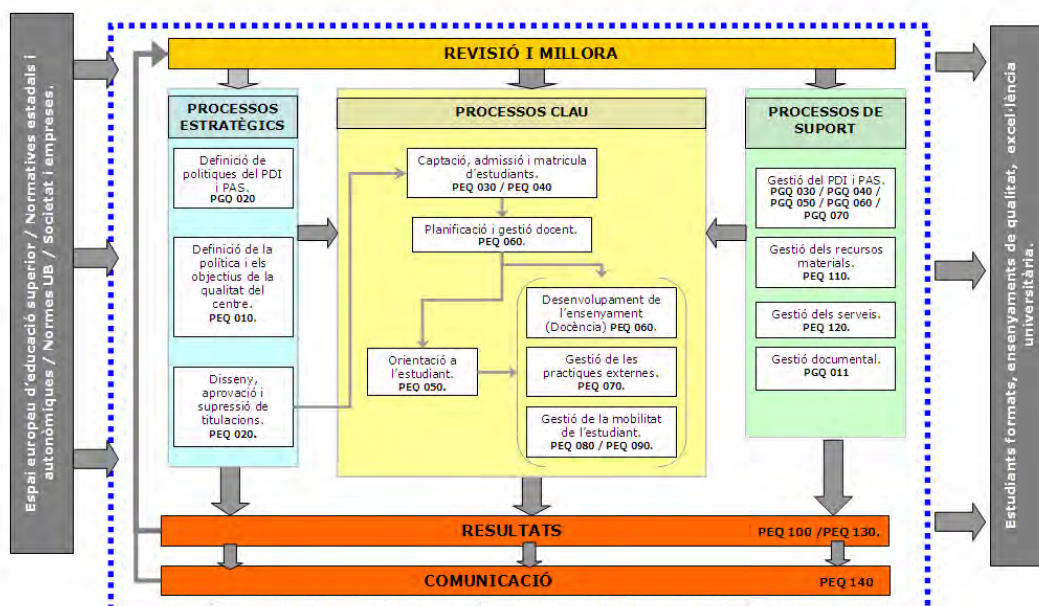 Espai europeu d'educació superior / Normatives estadals i
autonòmiques / Normes UB / Societat i empreses.
REVISIÓ I MILLORA
PROCESSOS
ESTRATÈGICS
Definició de
politiques del PDI
i PAS.
PGQ 020
Definició de la
política i els
objectius de la
qualitat del
centre.
PEQ 010.
Disseny,
aprovació i
supressió de
titulacions.
PEQ 020.
PROCESSOS CLAU
Captació, admissió i matricula
d'estudiants.
PEQ 030 / PEQ 040
Planificació i gestió docent.
PEQ 060.
Orientació a
l'estudiant.
PEQ 050.
Desenvolupament de
l'ensenyament
(Docència) PEQ 060.
Gestió de les
practiques externes.
PEQ 070.
Gestió de la mobilitat
de l'estudiant.
PEQ 080 / PEQ 090.
PROCESSOS DE
SUPORT
Gestió del PDI i PAS.
PGQ 030 / PGQ 040 /
PGQ 050 / PGQ 060 /
PGQ 070
Gestió dels recursos
materials.
PEQ 110.
Gestió dels serveis.
PEQ 120.
Gestió documental.
PGQ 011
RESULTATS
PEQ 100 /PEQ 130.
COMUNICACIÓ
PEQ 140
Estudiants formats, ensenyaments de qualitat, excel·lència
universitària.